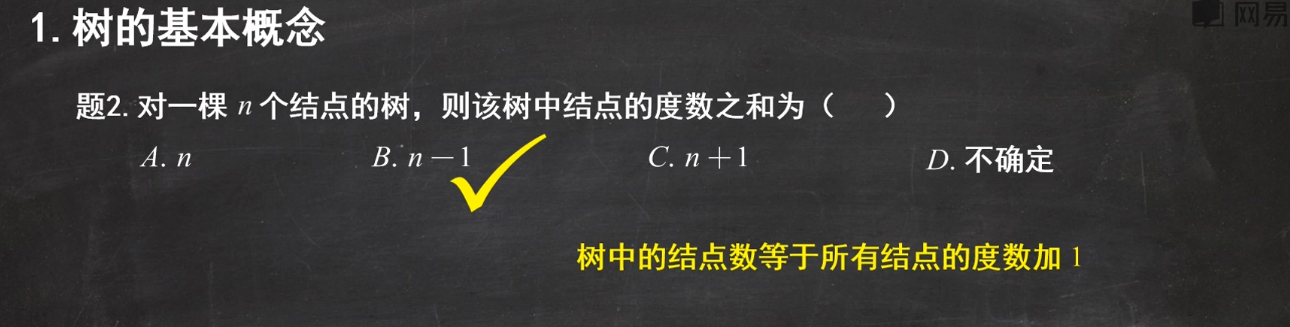 1. 树的基本概念
网易
题2. 对一棵 n 个结点的树，则该树中结点的度数之和为（ ）
A. n B. n－1 C. n＋1 D. 不确定
树中的结点数等于所有结点的度数加 1